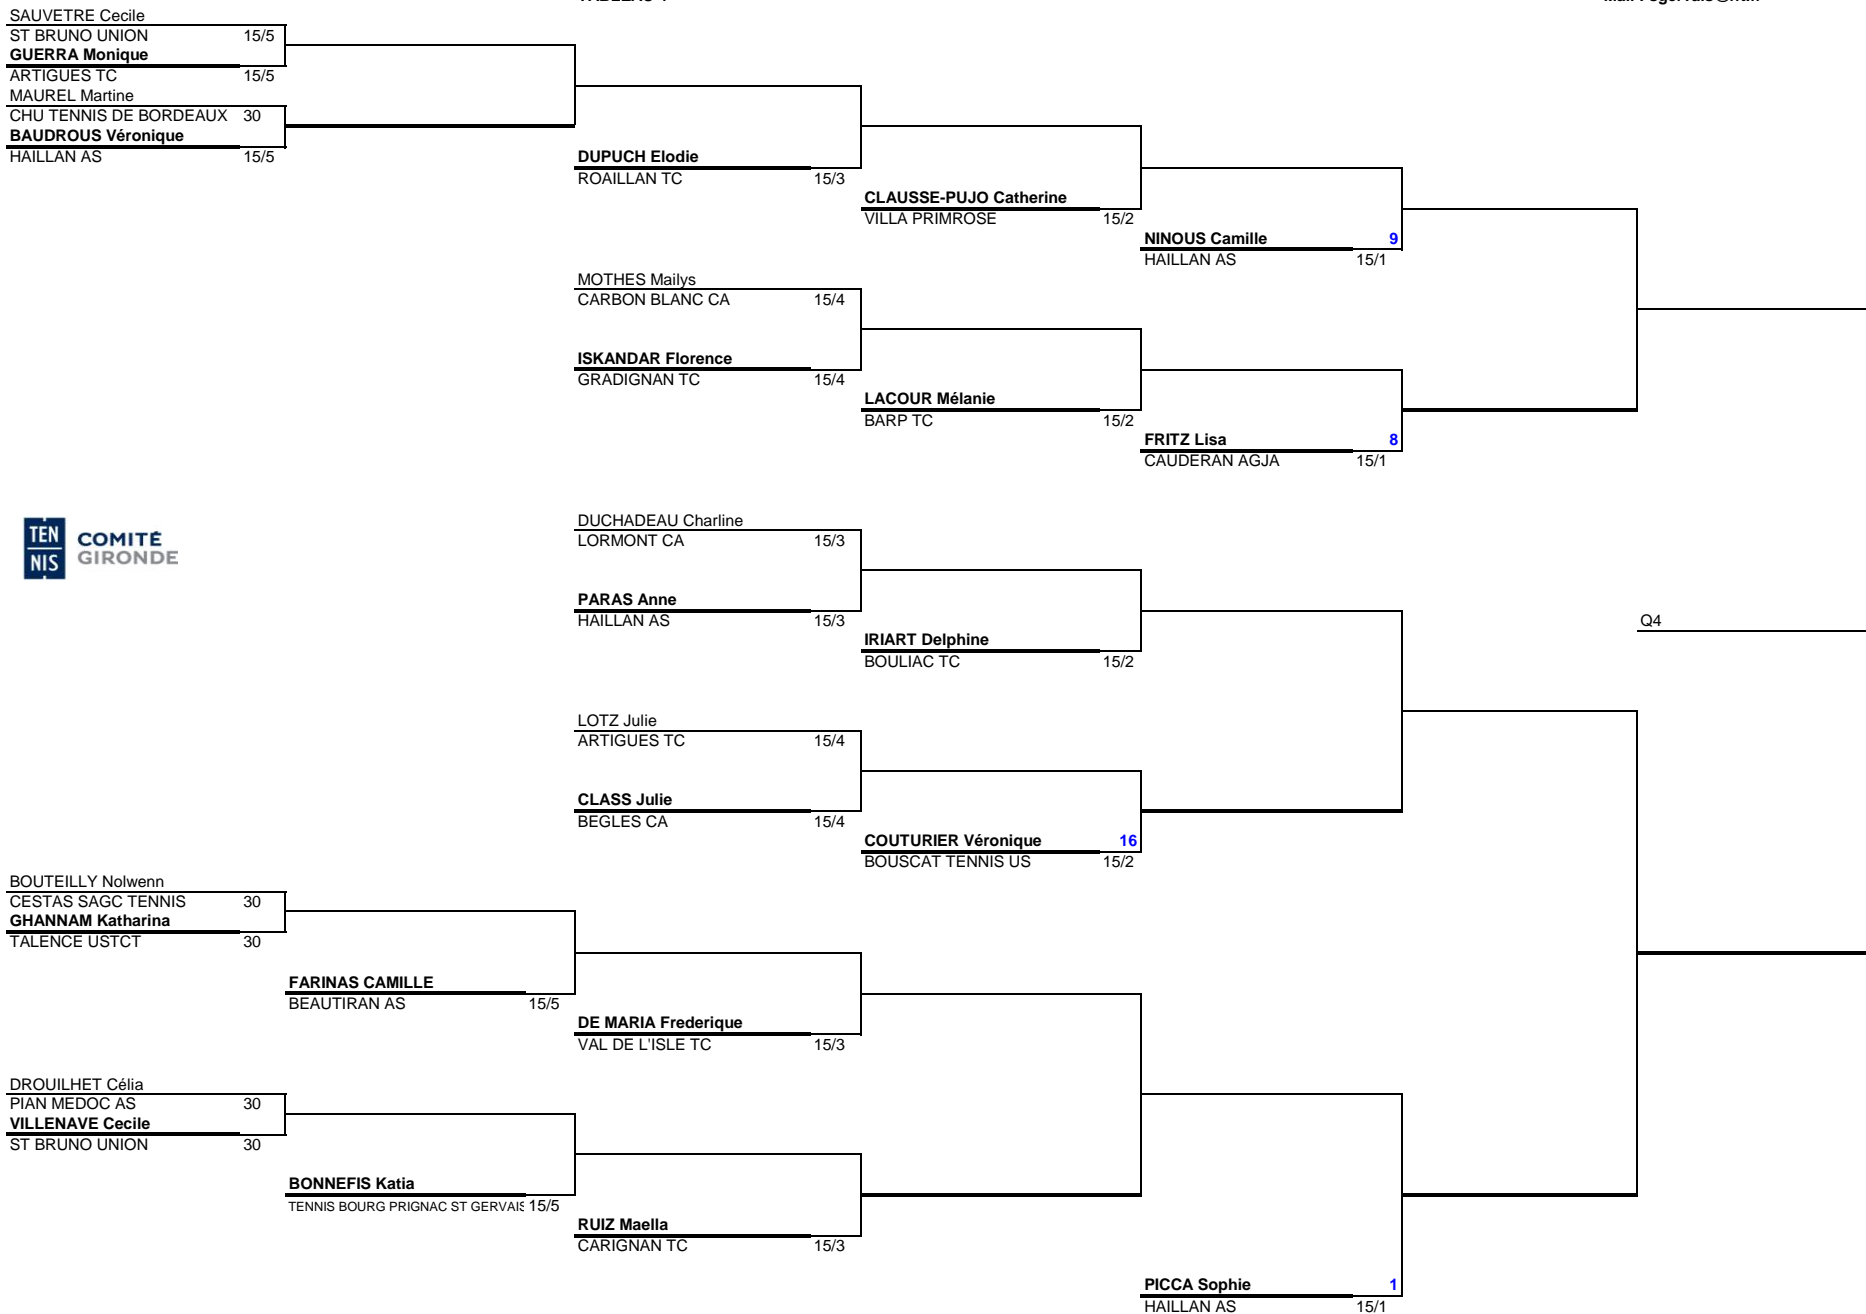 SAUVETRE Cecile
ST BRUNO UNION 15/5
GUERRA Monique
ARTIGUES TC 15/5
MAUREL Martine
CHU TENNIS DE BORDEAUX 30
BAUDROUS Véronique
HAILLAN AS 15/5
DUPUCH Elodie
ROAILLAN TC 15/3
CLAUSSE-PUJO Catherine
VILLA PRIMROSE 15/2
NINOUS Camille 9
HAILLAN AS 15/1
MOTHES Mailys
CARBON BLANC CA 15/4
ISKANDAR Florence
GRADIGNAN TC 15/4
LACOUR Mélanie
BARP TC 15/2
FRITZ Lisa 8
CAUDERAN AGJA 15/1
TEN
NIS
COMITÉ
GIRONDE
DUCHADEAU Charline
LORMONT CA 15/3
PARAS Anne
HAILLAN AS 15/3
IRIART Delphine
BOULIAC TC 15/2
Q4
LOTZ Julie
ARTIGUES TC 15/4
CLASS Julie
BEGLES CA 15/4
COUTURIER Véronique 16
BOUSCAT TENNIS US 15/2
BOUTEILLY Nolwenn
CESTAS SAGC TENNIS 30
GHANNAM Katharina
TALENCE USTCT 30
FARINAS CAMILLE
BEAUTIRAN AS 15/5
DE MARIA Frederique
VAL DE L'ISLE TC 15/3
DROUILHET Célia
PIAN MEDOC AS 30
VILLENAVE Cecile
ST BRUNO UNION 30
BONNEFIS Katia
TENNIS BOURG PRIGNAC ST GERVAIS 15/5
RUIZ Maella
CARIGNAN TC 15/3
PICCA Sophie 1
HAILLAN AS 15/1